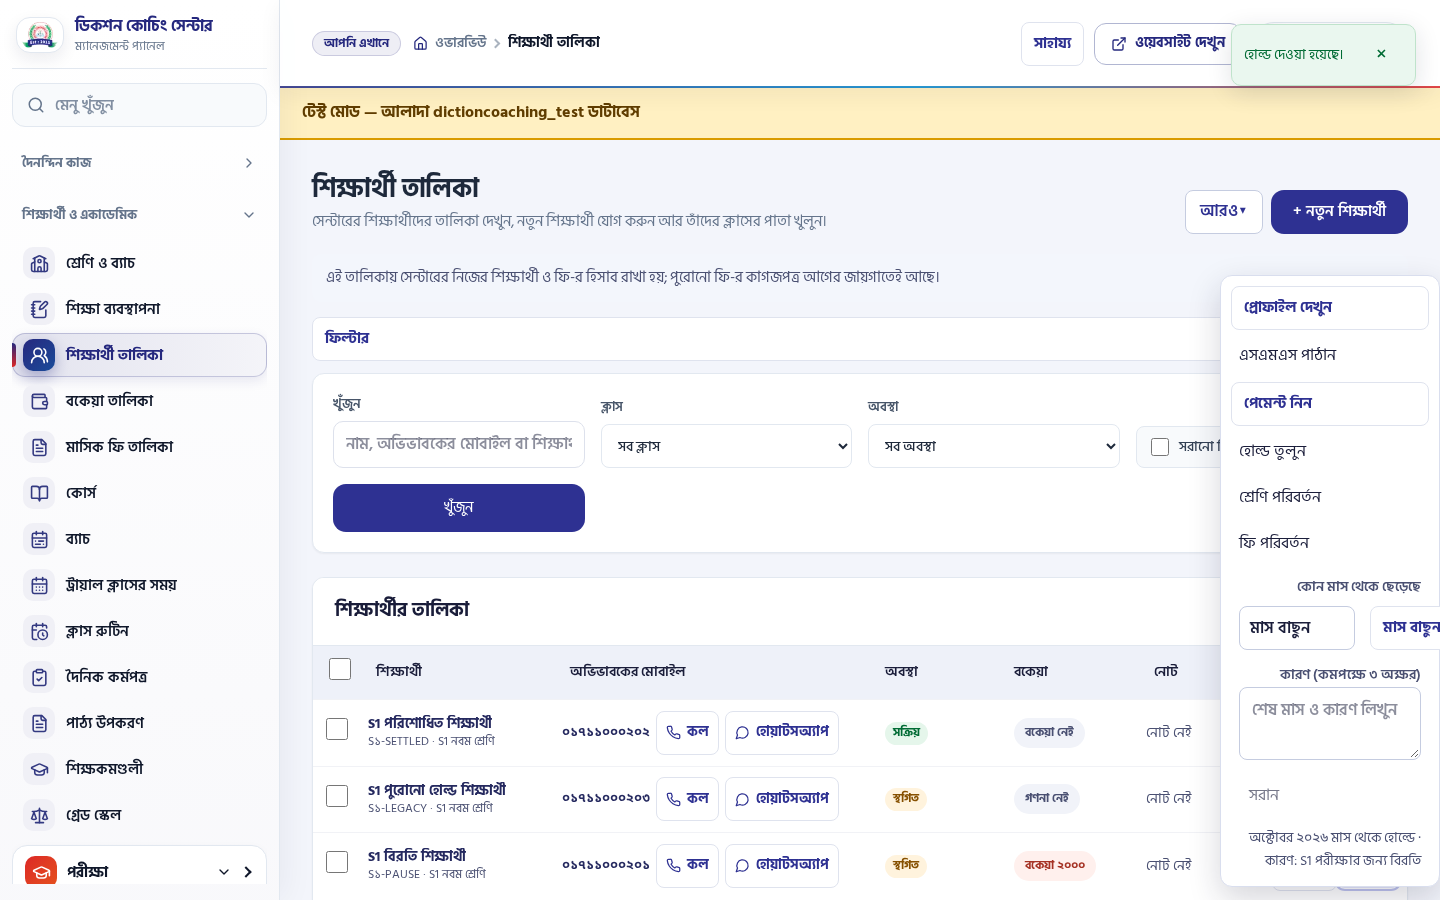 ডিকশন কোচিং সেন্টার
ম্যানেজমেন্ট প্যানেল
মেনু খুঁজুন
দৈনন্দিন কাজ
শিক্ষার্থী ও একাডেমিক
শ্রেণি ও ব্যাচ
শিক্ষা ব্যবস্থাপনা
শিক্ষার্থী তালিকা
বকেয়া তালিকা
মাসিক ফি তালিকা
কোর্স
ব্যাচ
ট্রায়াল ক্লাসের সময়
ক্লাস রুটিন
দৈনিক কর্মপত্র
পাঠ্য উপকরণ
শিক্ষকমণ্ডলী
গ্রেড স্কেল
পরীক্ষা
আপনি এখানে ওভারভিউ শিক্ষার্থী তালিকা
সাহায্য ওয়েবসাইট দেখুন
হোল্ড দেওয়া হয়েছে। ×
টেস্ট মোড — আলাদা dictioncoaching_test ডাটাবেস
শিক্ষার্থী তালিকা
সেন্টারের শিক্ষার্থীদের তালিকা দেখুন, নতুন শিক্ষার্থী যোগ করুন আর তাঁদের ক্লাসের পাতা খুলুন।
আরও▾ + নতুন শিক্ষার্থী
এই তালিকায় সেন্টারের নিজের শিক্ষার্থী ও ফি-র হিসাব রাখা হয়; পুরোনো ফি-র কাগজপত্র আগের জায়গাতেই আছে।
ফিল্টার
খুঁজুন ক্লাস অবস্থা
নাম, অভিভাবকের মোবাইল বা সব ক্লাস সব অবস্থা সরানো
খুঁজুন
শিক্ষার্থীর তালিকা
শিক্ষার্থী অভিভাবকের মোবাইল অবস্থা বকেয়া নোট
S1 পরিশোধিত শিক্ষার্থী
S১-SETTLED · S1 নবম শ্রেণি
০১৭১১০০০২০২ কল হোয়াটসঅ্যাপ সক্রিয় বকেয়া নেই নোট নেই
S1 পুরোনো হোল্ড শিক্ষার্থী
S১-LEGACY · S1 নবম শ্রেণি
০১৭১১০০০২০৩ কল হোয়াটসঅ্যাপ স্থগিত গণনা নেই নোট নেই
S1 বিরতি শিক্ষার্থী
S১-PAUSE · S1 নবম শ্রেণি
০১৭১১০০০২০১ কল হোয়াটসঅ্যাপ স্থগিত বকেয়া ২০০০ নোট নেই
প্রোফাইল দেখুন
এসএমএস পাঠান
পেমেন্ট নিন
হোল্ড তুলুন
শ্রেণি পরিবর্তন
ফি পরিবর্তন
কোন মাস থেকে ছেড়েছে
মাস বাছুন মাস বাছুন
কারণ (কমপক্ষে ৩ অক্ষর)
শেষ মাস ও কারণ লিখুন
সরান
অক্টোবর ২০২৬ মাস থেকে হোল্ডে ·
কারণ: S1 পরীক্ষার জন্য বিরতি